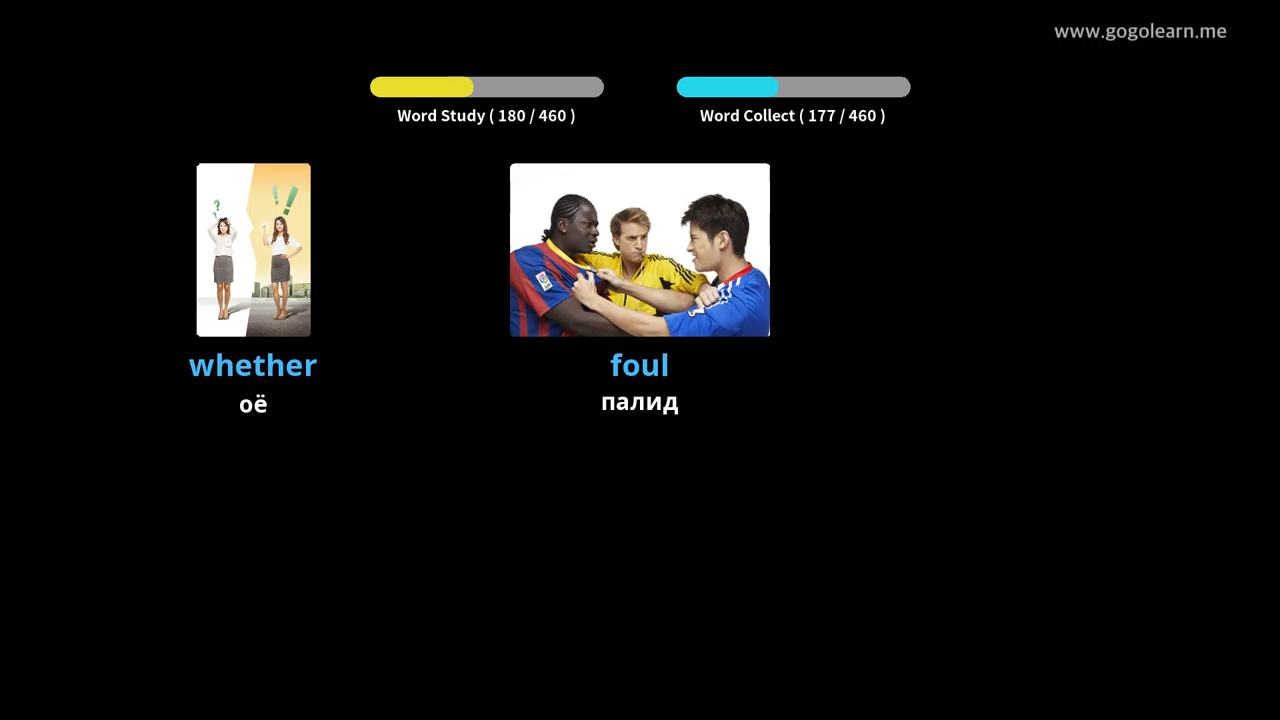 www.gogolearn.me
Word Study ( 180 / 460 )
Word Collect ( 177 / 460 )
whether
оё
foul
палид